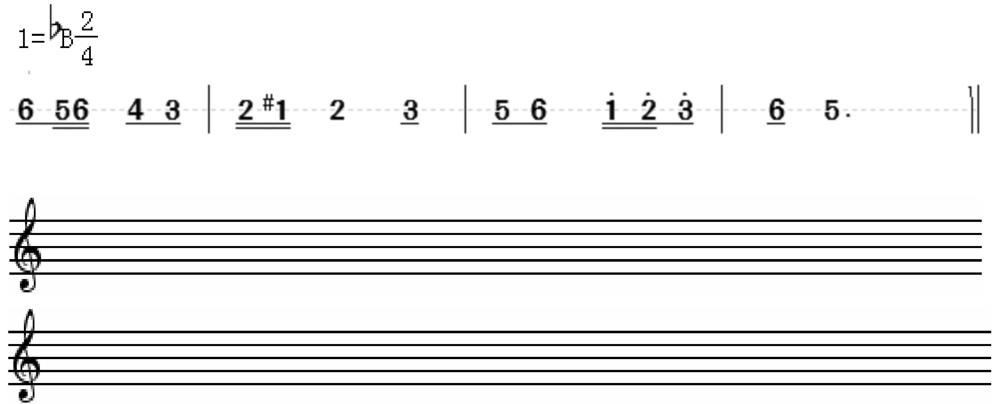 1=♭B 2/4
6 56 4 3 | 2 #1 2 3 | 5 6 1̇ 2̇ 3̇ | 6 5. ‖